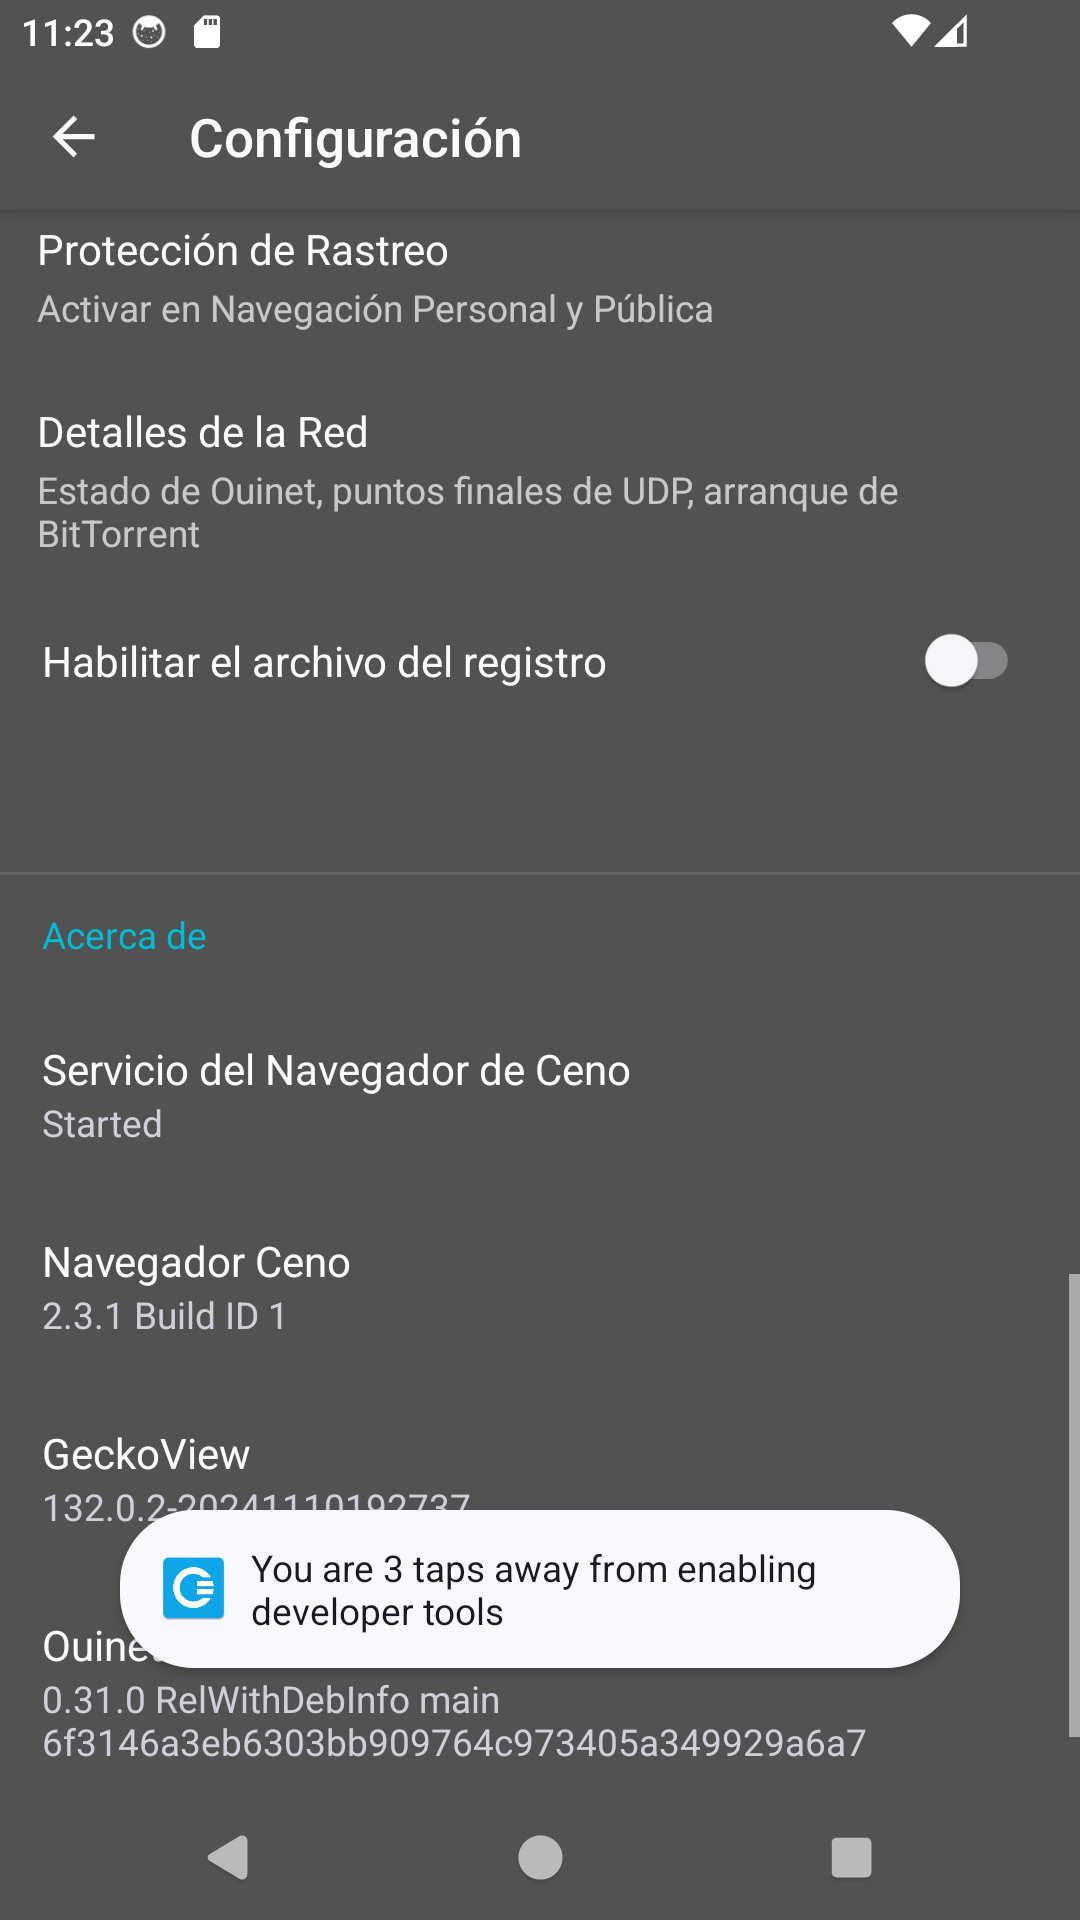 11:23
Configuración
Protección de Rastreo
Activar en Navegación Personal y Pública
Detalles de la Red
Estado de Ouinet, puntos finales de UDP, arranque de
BitTorrent
Habilitar el archivo del registro
Acerca de
Servicio del Navegador de Ceno
Started
Navegador Ceno
2.3.1 Build ID 1
GeckoView
132.0.2-20241110192737
You are 3 taps away from enabling
developer tools
Ouinet
0.31.0 RelWithDebInfo main
6f3146a3eb6303bb909764c973405a349929a6a7